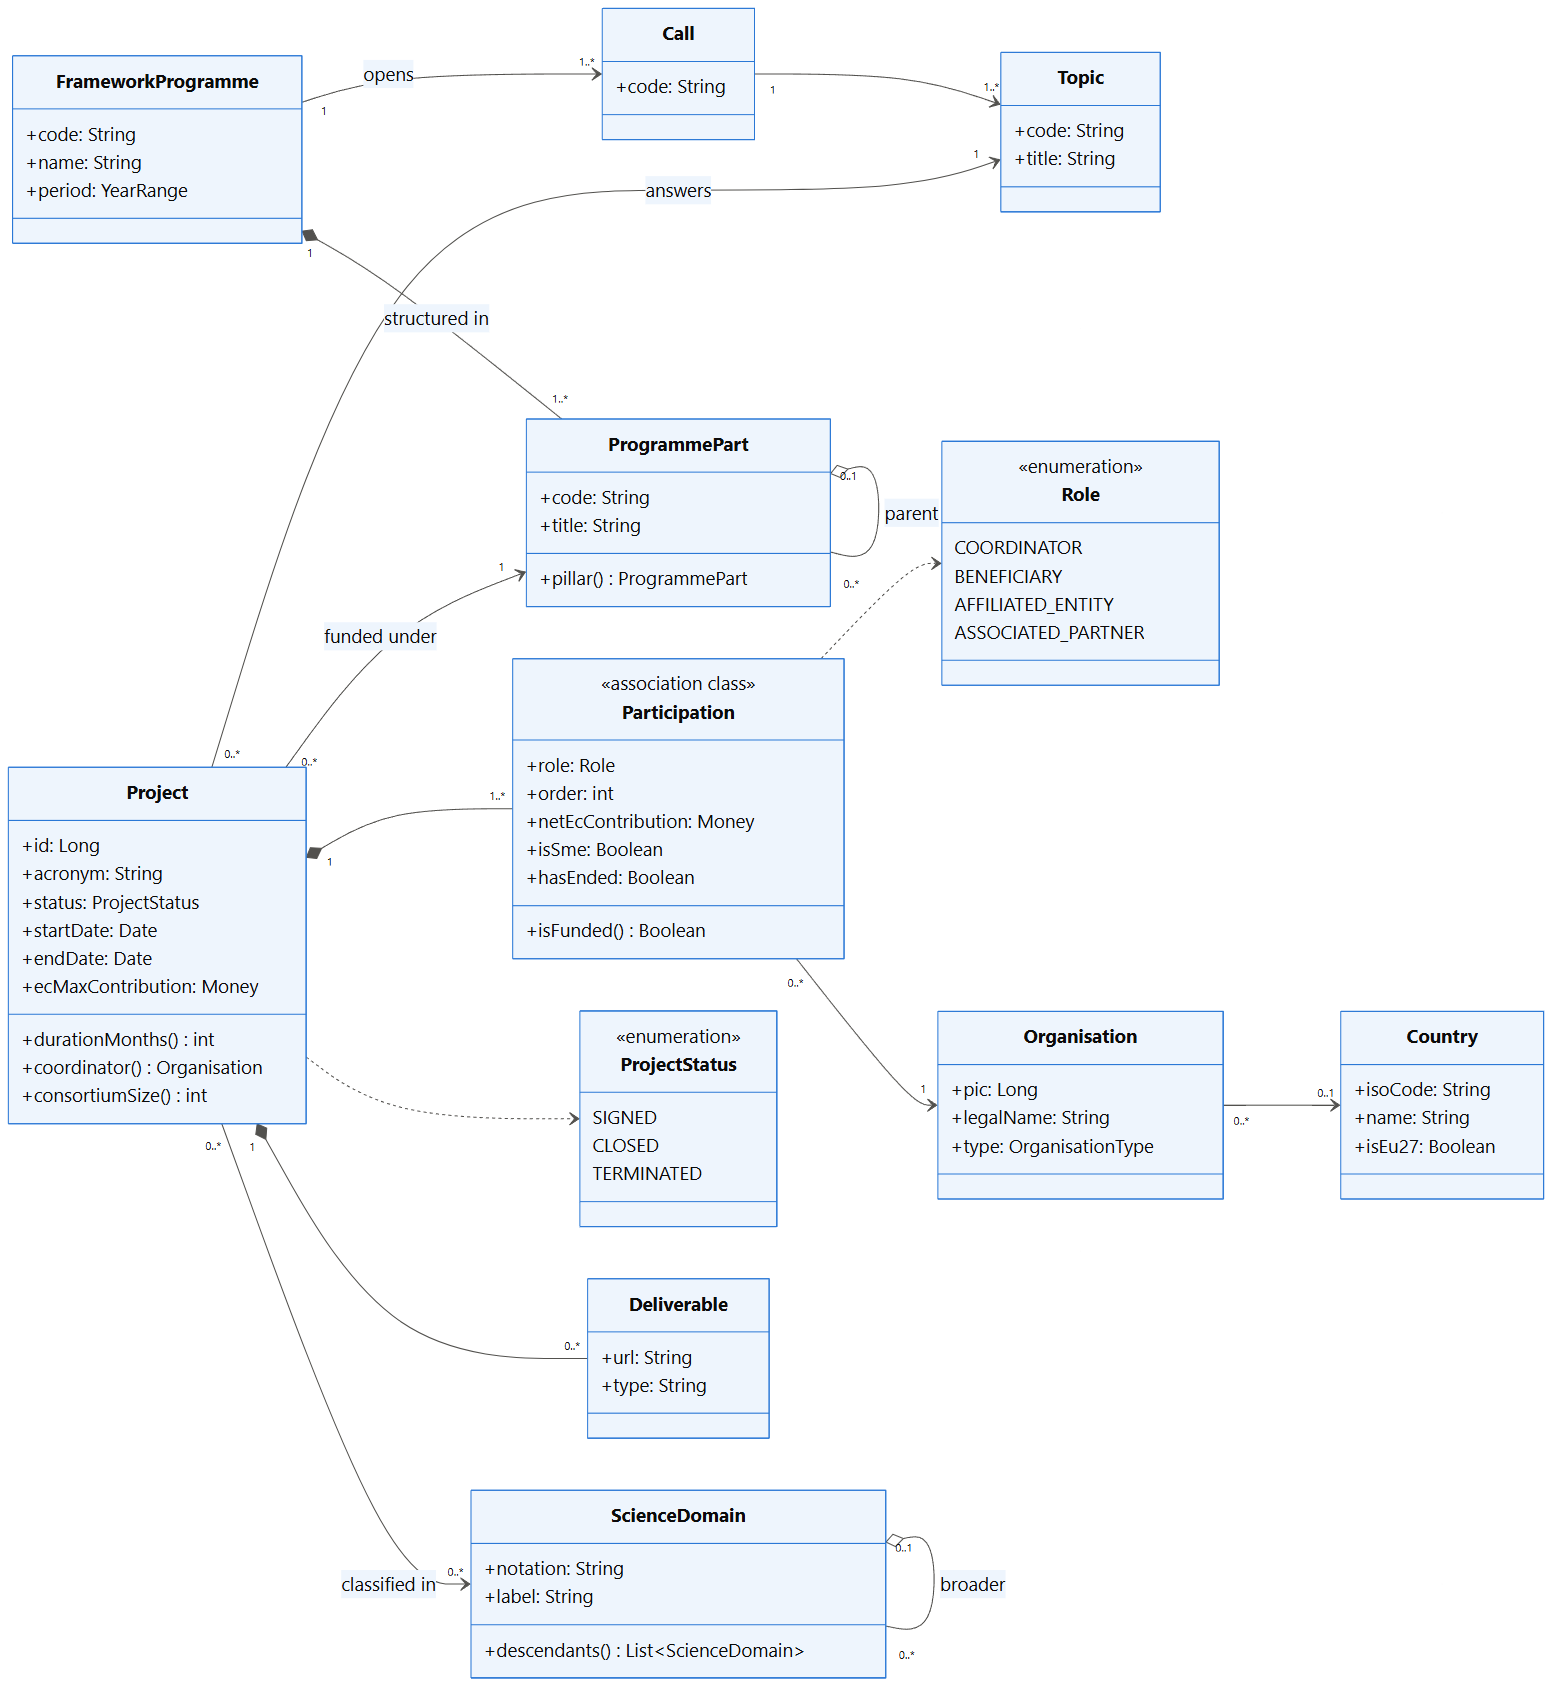 Call
+code: String
FrameworkProgramme
+code: String
+name: String
+period: YearRange
opens
1
1..*
1
1..*
Topic
+code: String
+title: String
answers
1
0..*
structured in
1
1..*
ProgrammePart
+code: String
+title: String
+pillar() : ProgrammePart
0..1
parent
0..*
«enumeration»
Role
COORDINATOR
BENEFICIARY
AFFILIATED_ENTITY
ASSOCIATED_PARTNER
funded under
1
0..*
«association class»
Participation
+role: Role
+order: int
+netEcContribution: Money
+isSme: Boolean
+hasEnded: Boolean
+isFunded() : Boolean
1..*
1
Project
+id: Long
+acronym: String
+status: ProjectStatus
+startDate: Date
+endDate: Date
+ecMaxContribution: Money
+durationMonths() : int
+coordinator() : Organisation
+consortiumSize() : int
0..*
1
«enumeration»
ProjectStatus
SIGNED
CLOSED
TERMINATED
Organisation
+pic: Long
+legalName: String
+type: OrganisationType
0..*
0..1
Country
+isoCode: String
+name: String
+isEu27: Boolean
0..*
1
Deliverable
+url: String
+type: String
0..*
ScienceDomain
+notation: String
+label: String
+descendants() : List<ScienceDomain>
classified in
0..*
0..1
broader
0..*